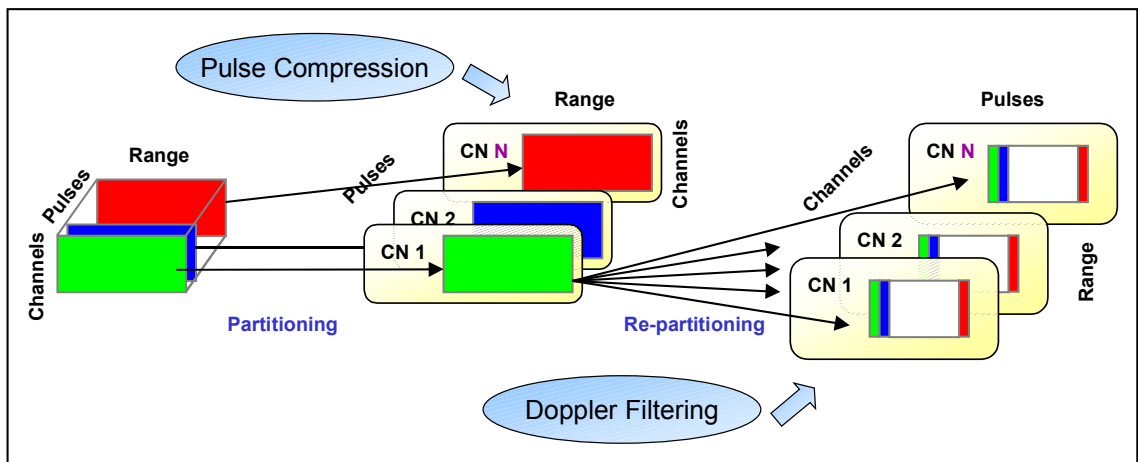 Pulse Compression
Range
Pulses
Channels
Partitioning
Range
Pulses
Channels
CN N
CN 2
CN 1
Re-partitioning
Pulses
Channels
Range
CN N
CN 2
CN 1
Doppler Filtering